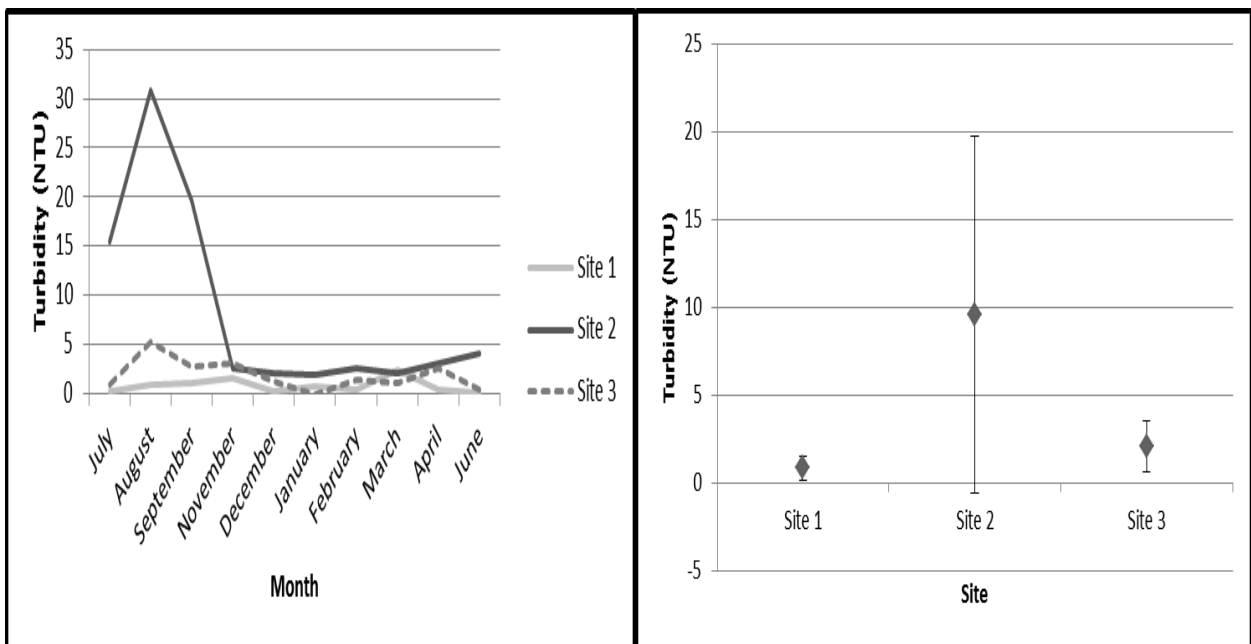 35
30
25
20
15
10
5
0
Turbidity (NTU)
July
August
September
November
December
January
February
March
April
June
Month
Site 1
Site 2
Site 3
25
20
15
10
5
0
-5
Turbidity (NTU)
Site 1
Site 2
Site 3
Site